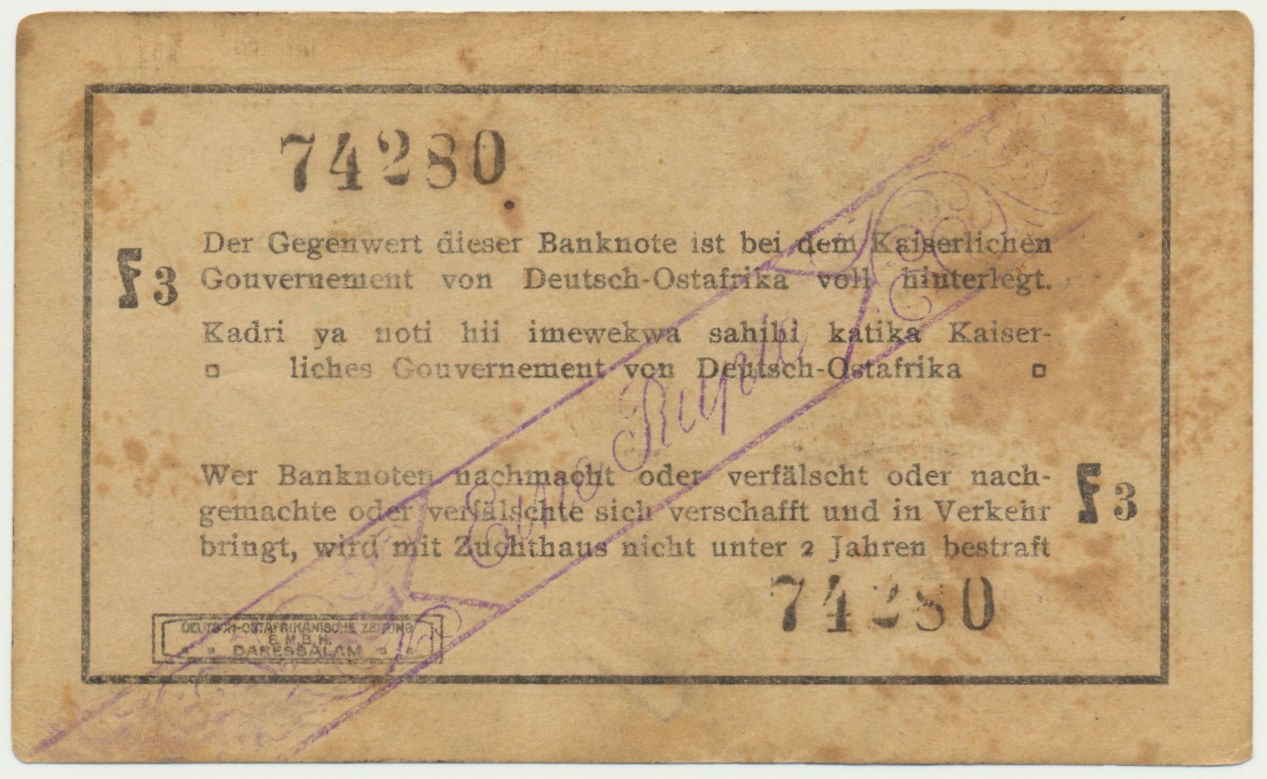 74280
Der Gegenwert dieser Banknote ist bei dem Kaiserlichen
Gouvernement von Deutsch-Ostafrika voll hinterlegt.
F3
Kadri ya noti hii imewekwa sahihi katika Kaiser-
liches Gouvernement von Deutsch-Ostafrika
Eine Rupie
Wer Banknoten nachmacht oder verfälscht oder nach-
gemachte oder verfälschte sich verschafft und in Verkehr
bringt, wird mit Zuchthaus nicht unter 2 Jahren bestraft
F3
74280
DEUTSCH-OSTAFRIKANISCHE ZEITUNG
G.M.B.H.
DARESSALAM